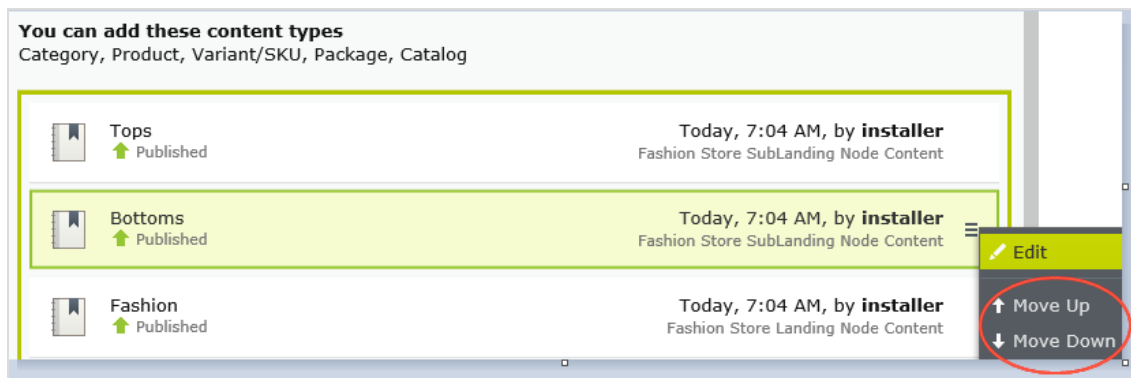 You can add these content types
Category, Product, Variant/SKU, Package, Catalog
Tops
Today, 7:04 AM, by installer
Published
Fashion Store SubLanding Node Content
Bottoms
Today, 7:04 AM, by installer
Published
Fashion Store SubLanding Node Content
Edit
Fashion
Today, 7:04 AM, by installer
Move Up
Published
Fashion Store Landing Node Content
Move Down